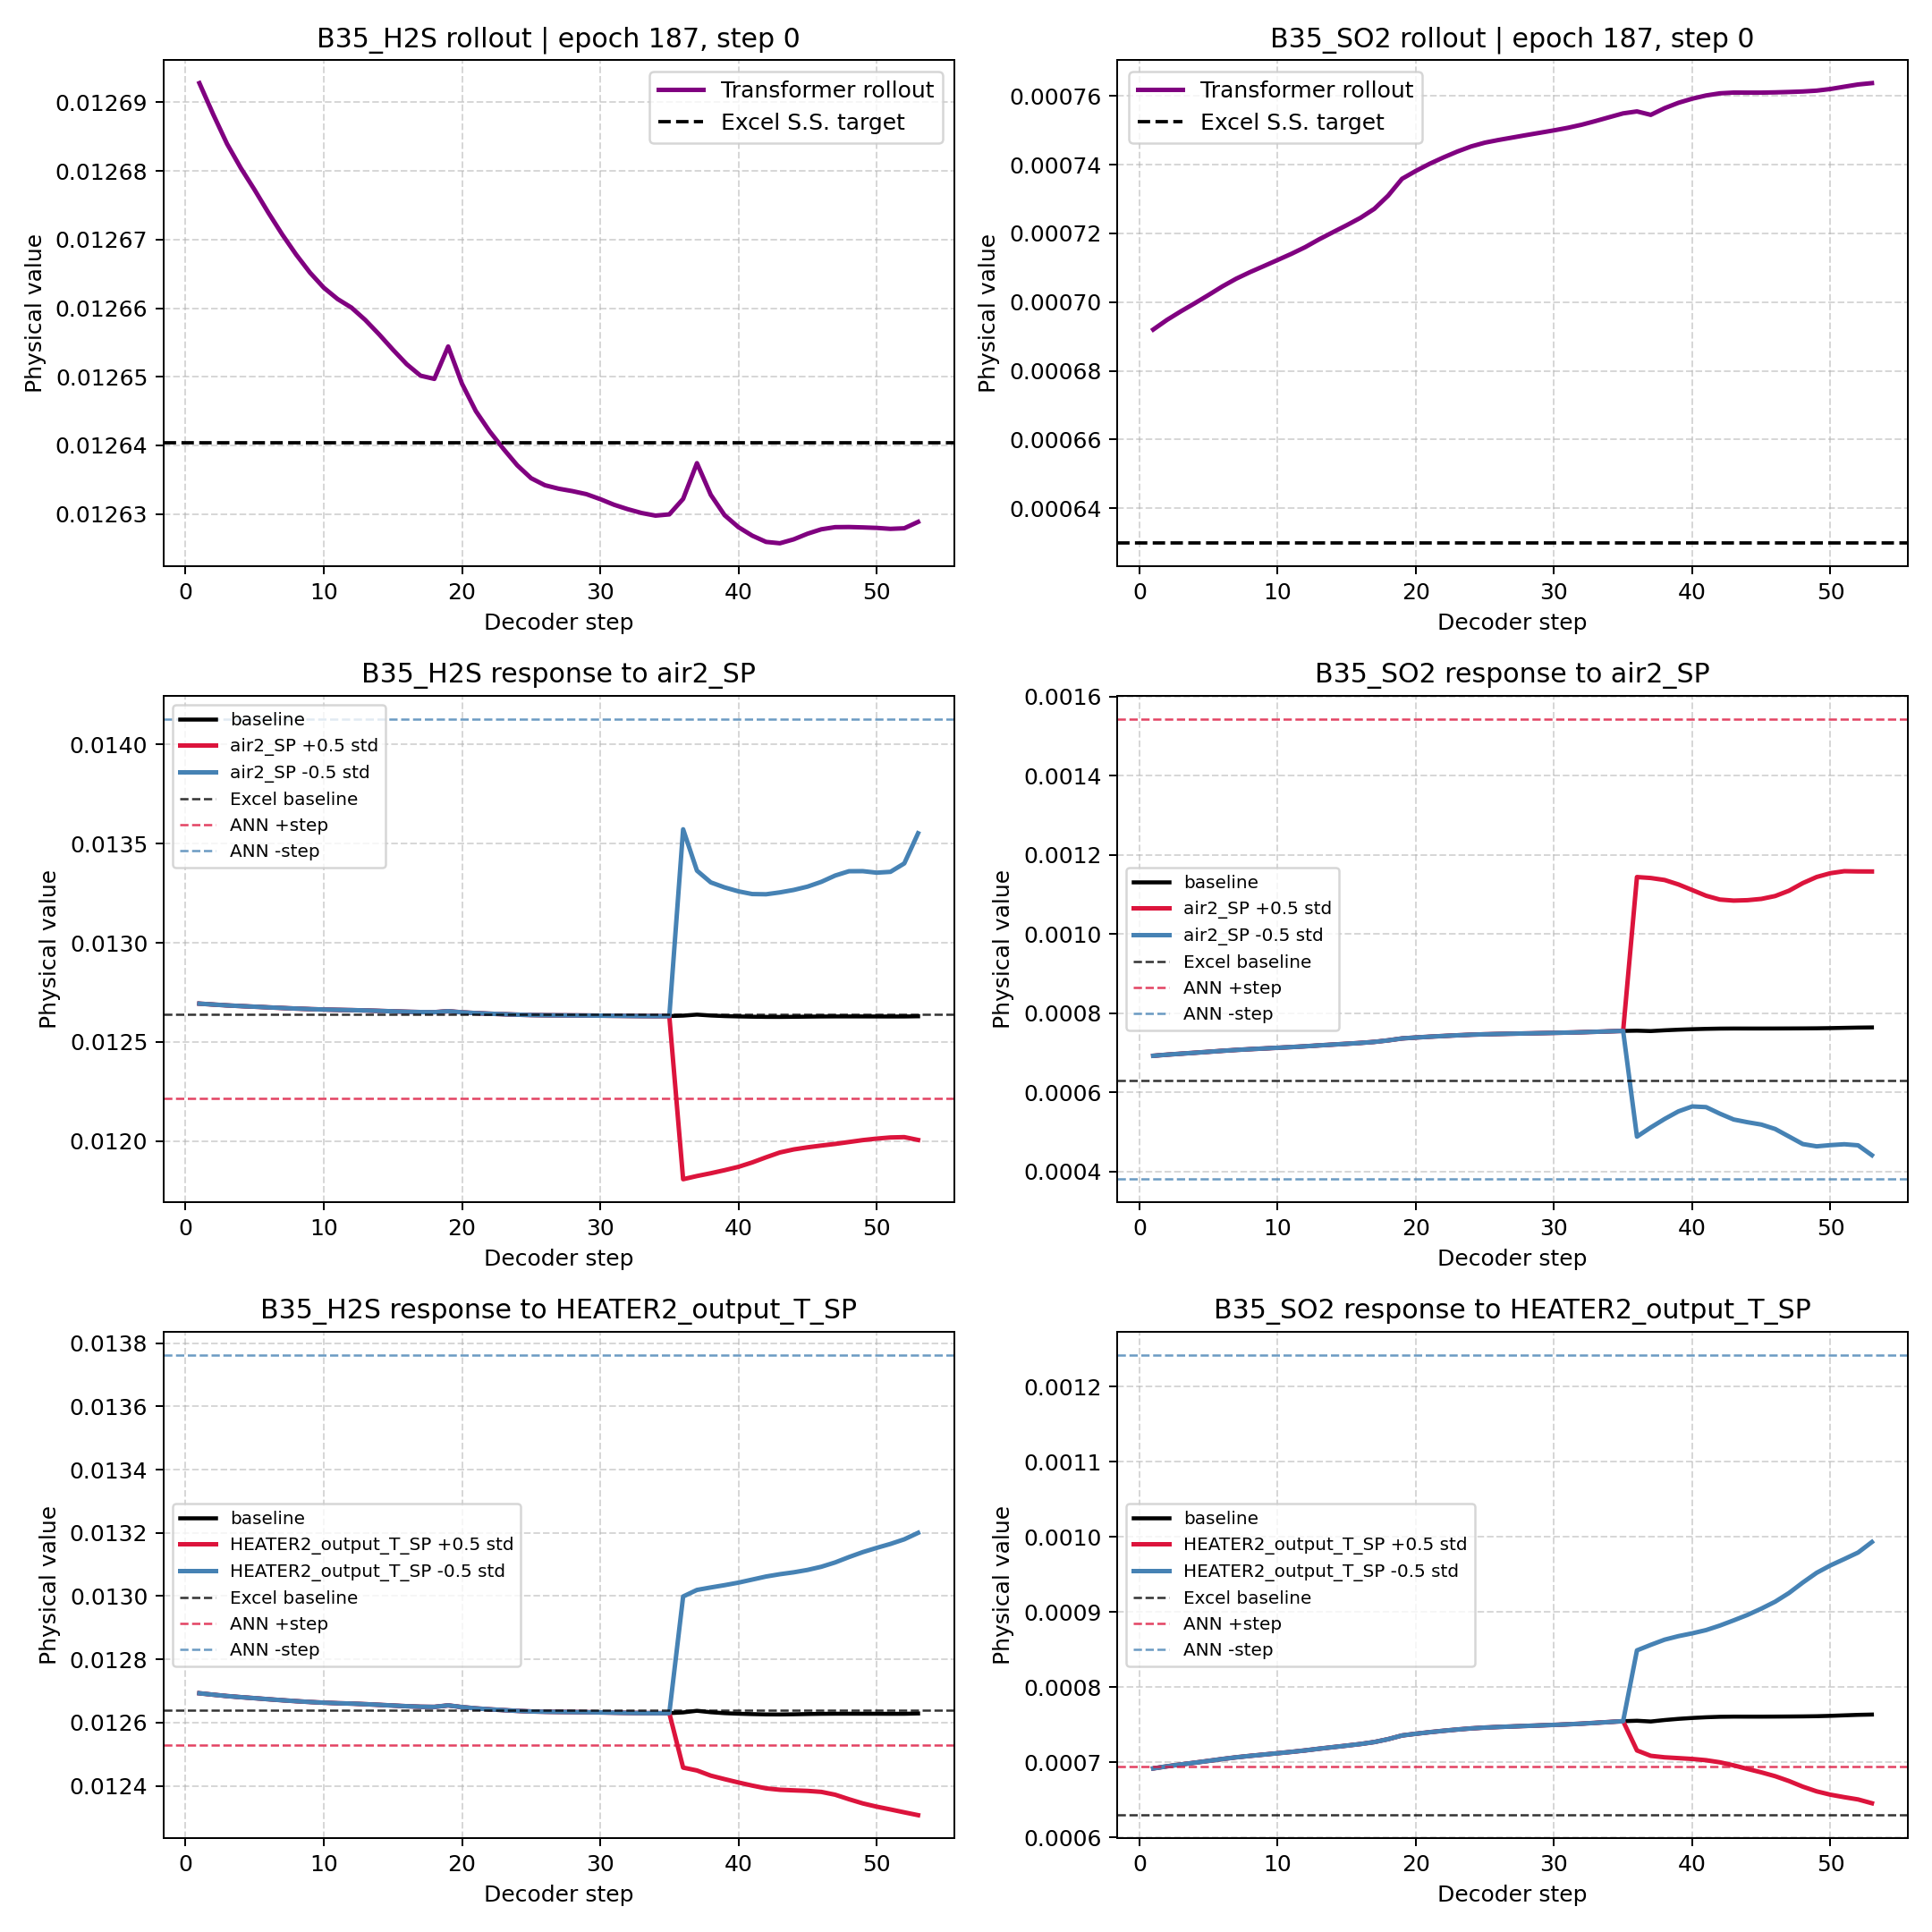 B35_H2S rollout | epoch 187, step 0
Physical value
0.01269
0.01268
0.01267
0.01266
0.01265
0.01264
0.01263
Transformer rollout
Excel S.S. target
0 10 20 30 40 50
Decoder step
B35_SO2 rollout | epoch 187, step 0
Physical value
0.00076
0.00074
0.00072
0.00070
0.00068
0.00066
0.00064
Transformer rollout
Excel S.S. target
0 10 20 30 40 50
Decoder step
B35_H2S response to air2_SP
Physical value
0.0140
0.0135
0.0130
0.0125
0.0120
baseline
air2_SP +0.5 std
air2_SP -0.5 std
Excel baseline
ANN +step
ANN -step
0 10 20 30 40 50
Decoder step
B35_SO2 response to air2_SP
Physical value
0.0016
0.0014
0.0012
0.0010
0.0008
0.0006
0.0004
baseline
air2_SP +0.5 std
air2_SP -0.5 std
Excel baseline
ANN +step
ANN -step
0 10 20 30 40 50
Decoder step
B35_H2S response to HEATER2_output_T_SP
Physical value
0.0138
0.0136
0.0134
0.0132
0.0130
0.0128
0.0126
0.0124
baseline
HEATER2_output_T_SP +0.5 std
HEATER2_output_T_SP -0.5 std
Excel baseline
ANN +step
ANN -step
0 10 20 30 40 50
Decoder step
B35_SO2 response to HEATER2_output_T_SP
Physical value
0.0012
0.0011
0.0010
0.0009
0.0008
0.0007
0.0006
baseline
HEATER2_output_T_SP +0.5 std
HEATER2_output_T_SP -0.5 std
Excel baseline
ANN +step
ANN -step
0 10 20 30 40 50
Decoder step